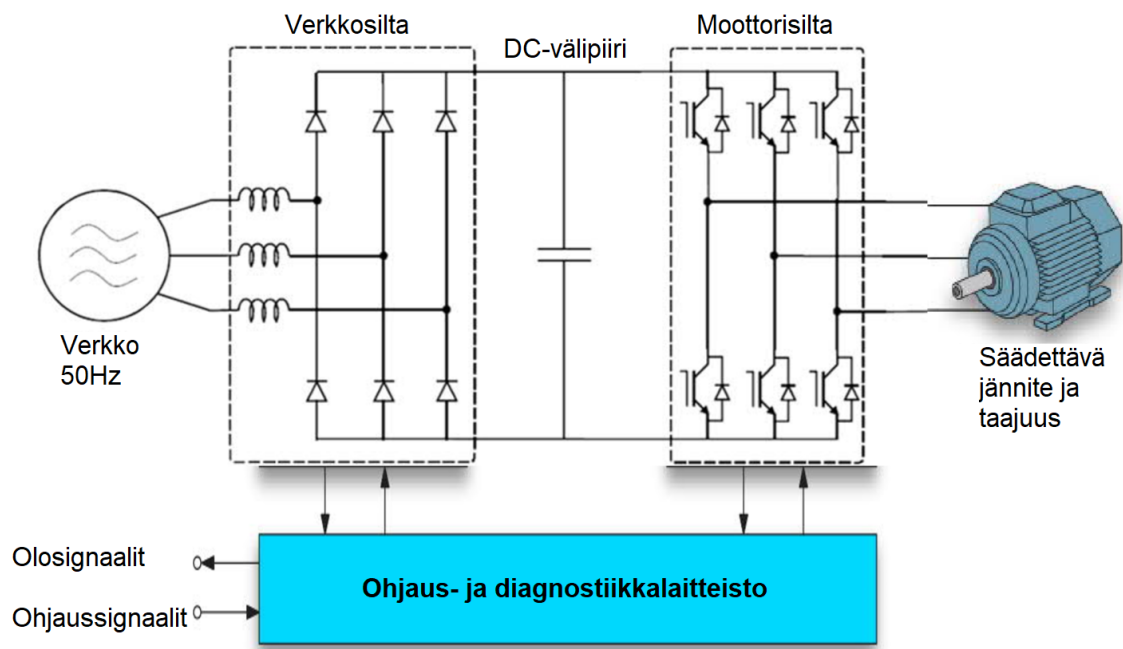 Verkkosilta
Moottorisilta
DC-välipiiri
Verkko
50Hz
Säädettävä
jännite ja
taajuus
Olosignaalit
Ohjaussignaalit
Ohjaus- ja diagnostiikkalaitteisto